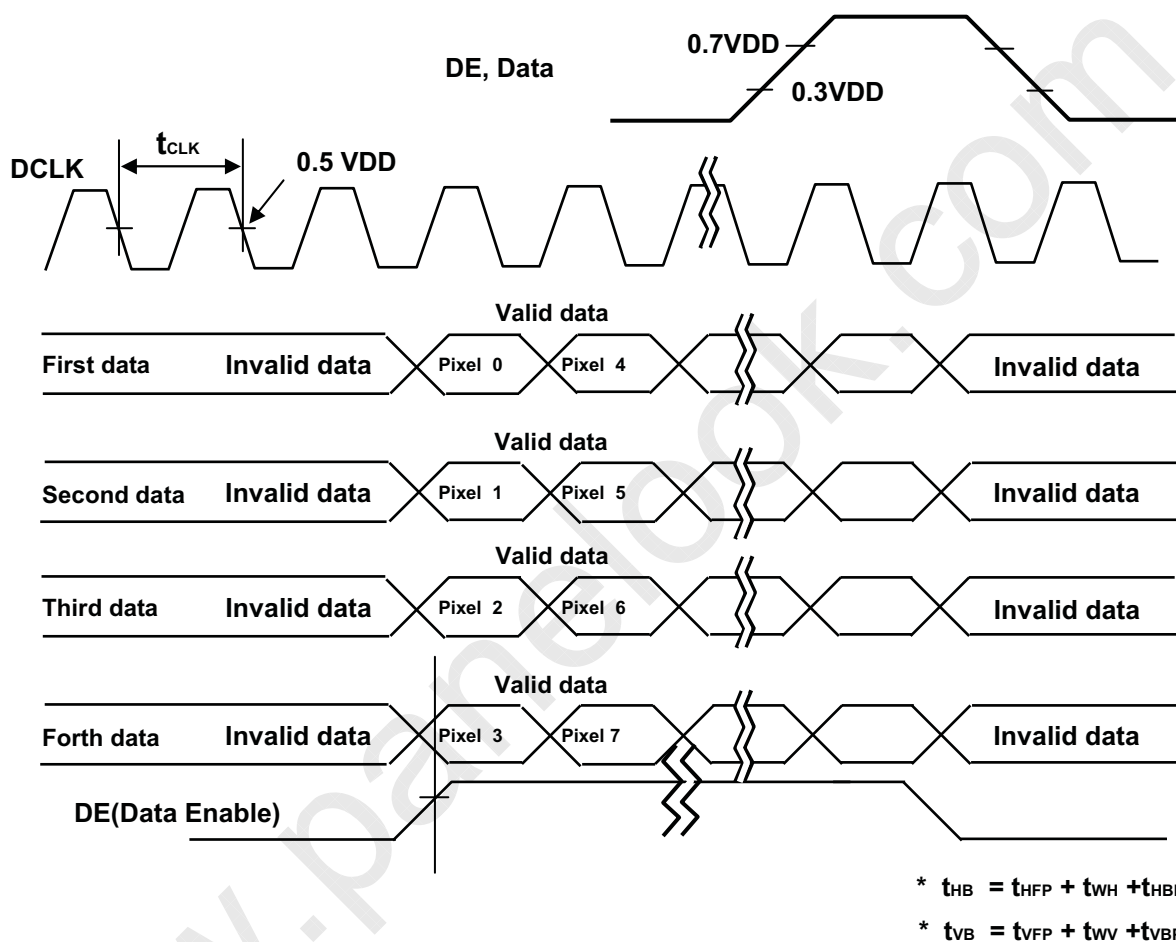 0.7VDD
DE, Data
0.3VDD
tCLK
DCLK
0.5 VDD
Valid data
First data Invalid data Pixel 0 Pixel 4 Invalid data
Valid data
Second data Invalid data Pixel 1 Pixel 5 Invalid data
Valid data
Third data Invalid data Pixel 2 Pixel 6 Invalid data
Valid data
Forth data Invalid data Pixel 3 Pixel 7 Invalid data
DE(Data Enable)
* tHB = tHFP + tWH +
* tVB = tVFP + tWV +
.panelook.com